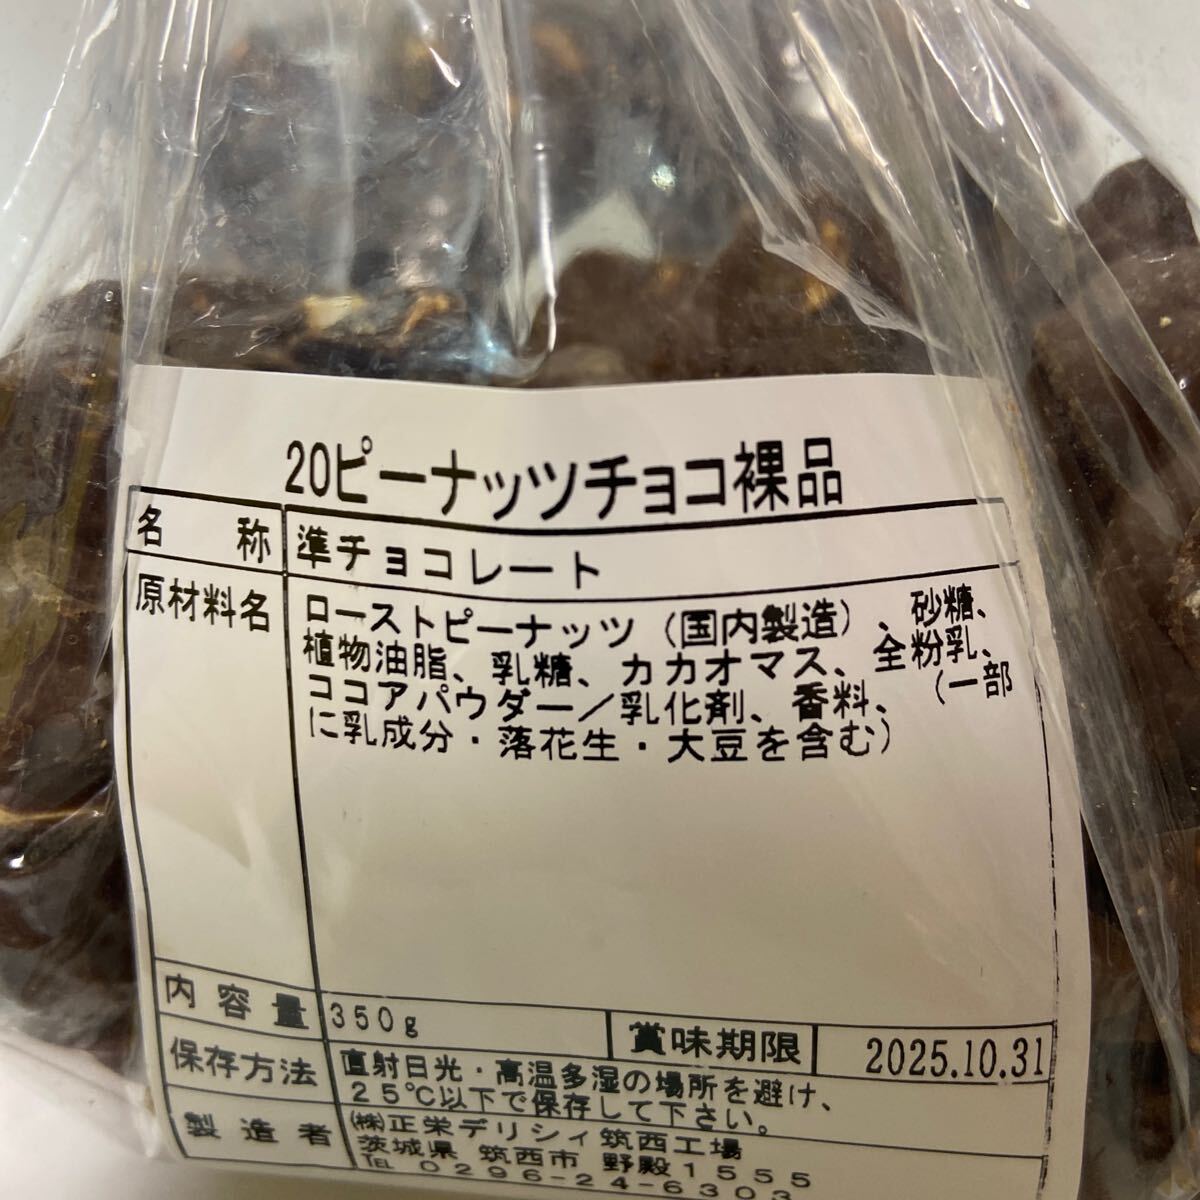 20ピーナッツチョコ裸品
名称 準チョコレート
原材料名 ローストピーナッツ(国内製造)、砂糖、
植物油脂、乳糖、カカオマス、全粉乳、
ココアパウダー/乳化剤、香料、(一部
に乳成分・落花生・大豆を含む)
内容量 350g 賞味期限 2025.10.31
保存方法 直射日光・高温多湿の場所を避け、
25℃以下で保存して下さい。
製造者 ㈱正栄デリシィ筑西工場
茨城県 筑西市 野殿1555
TEL 0296-24-6303